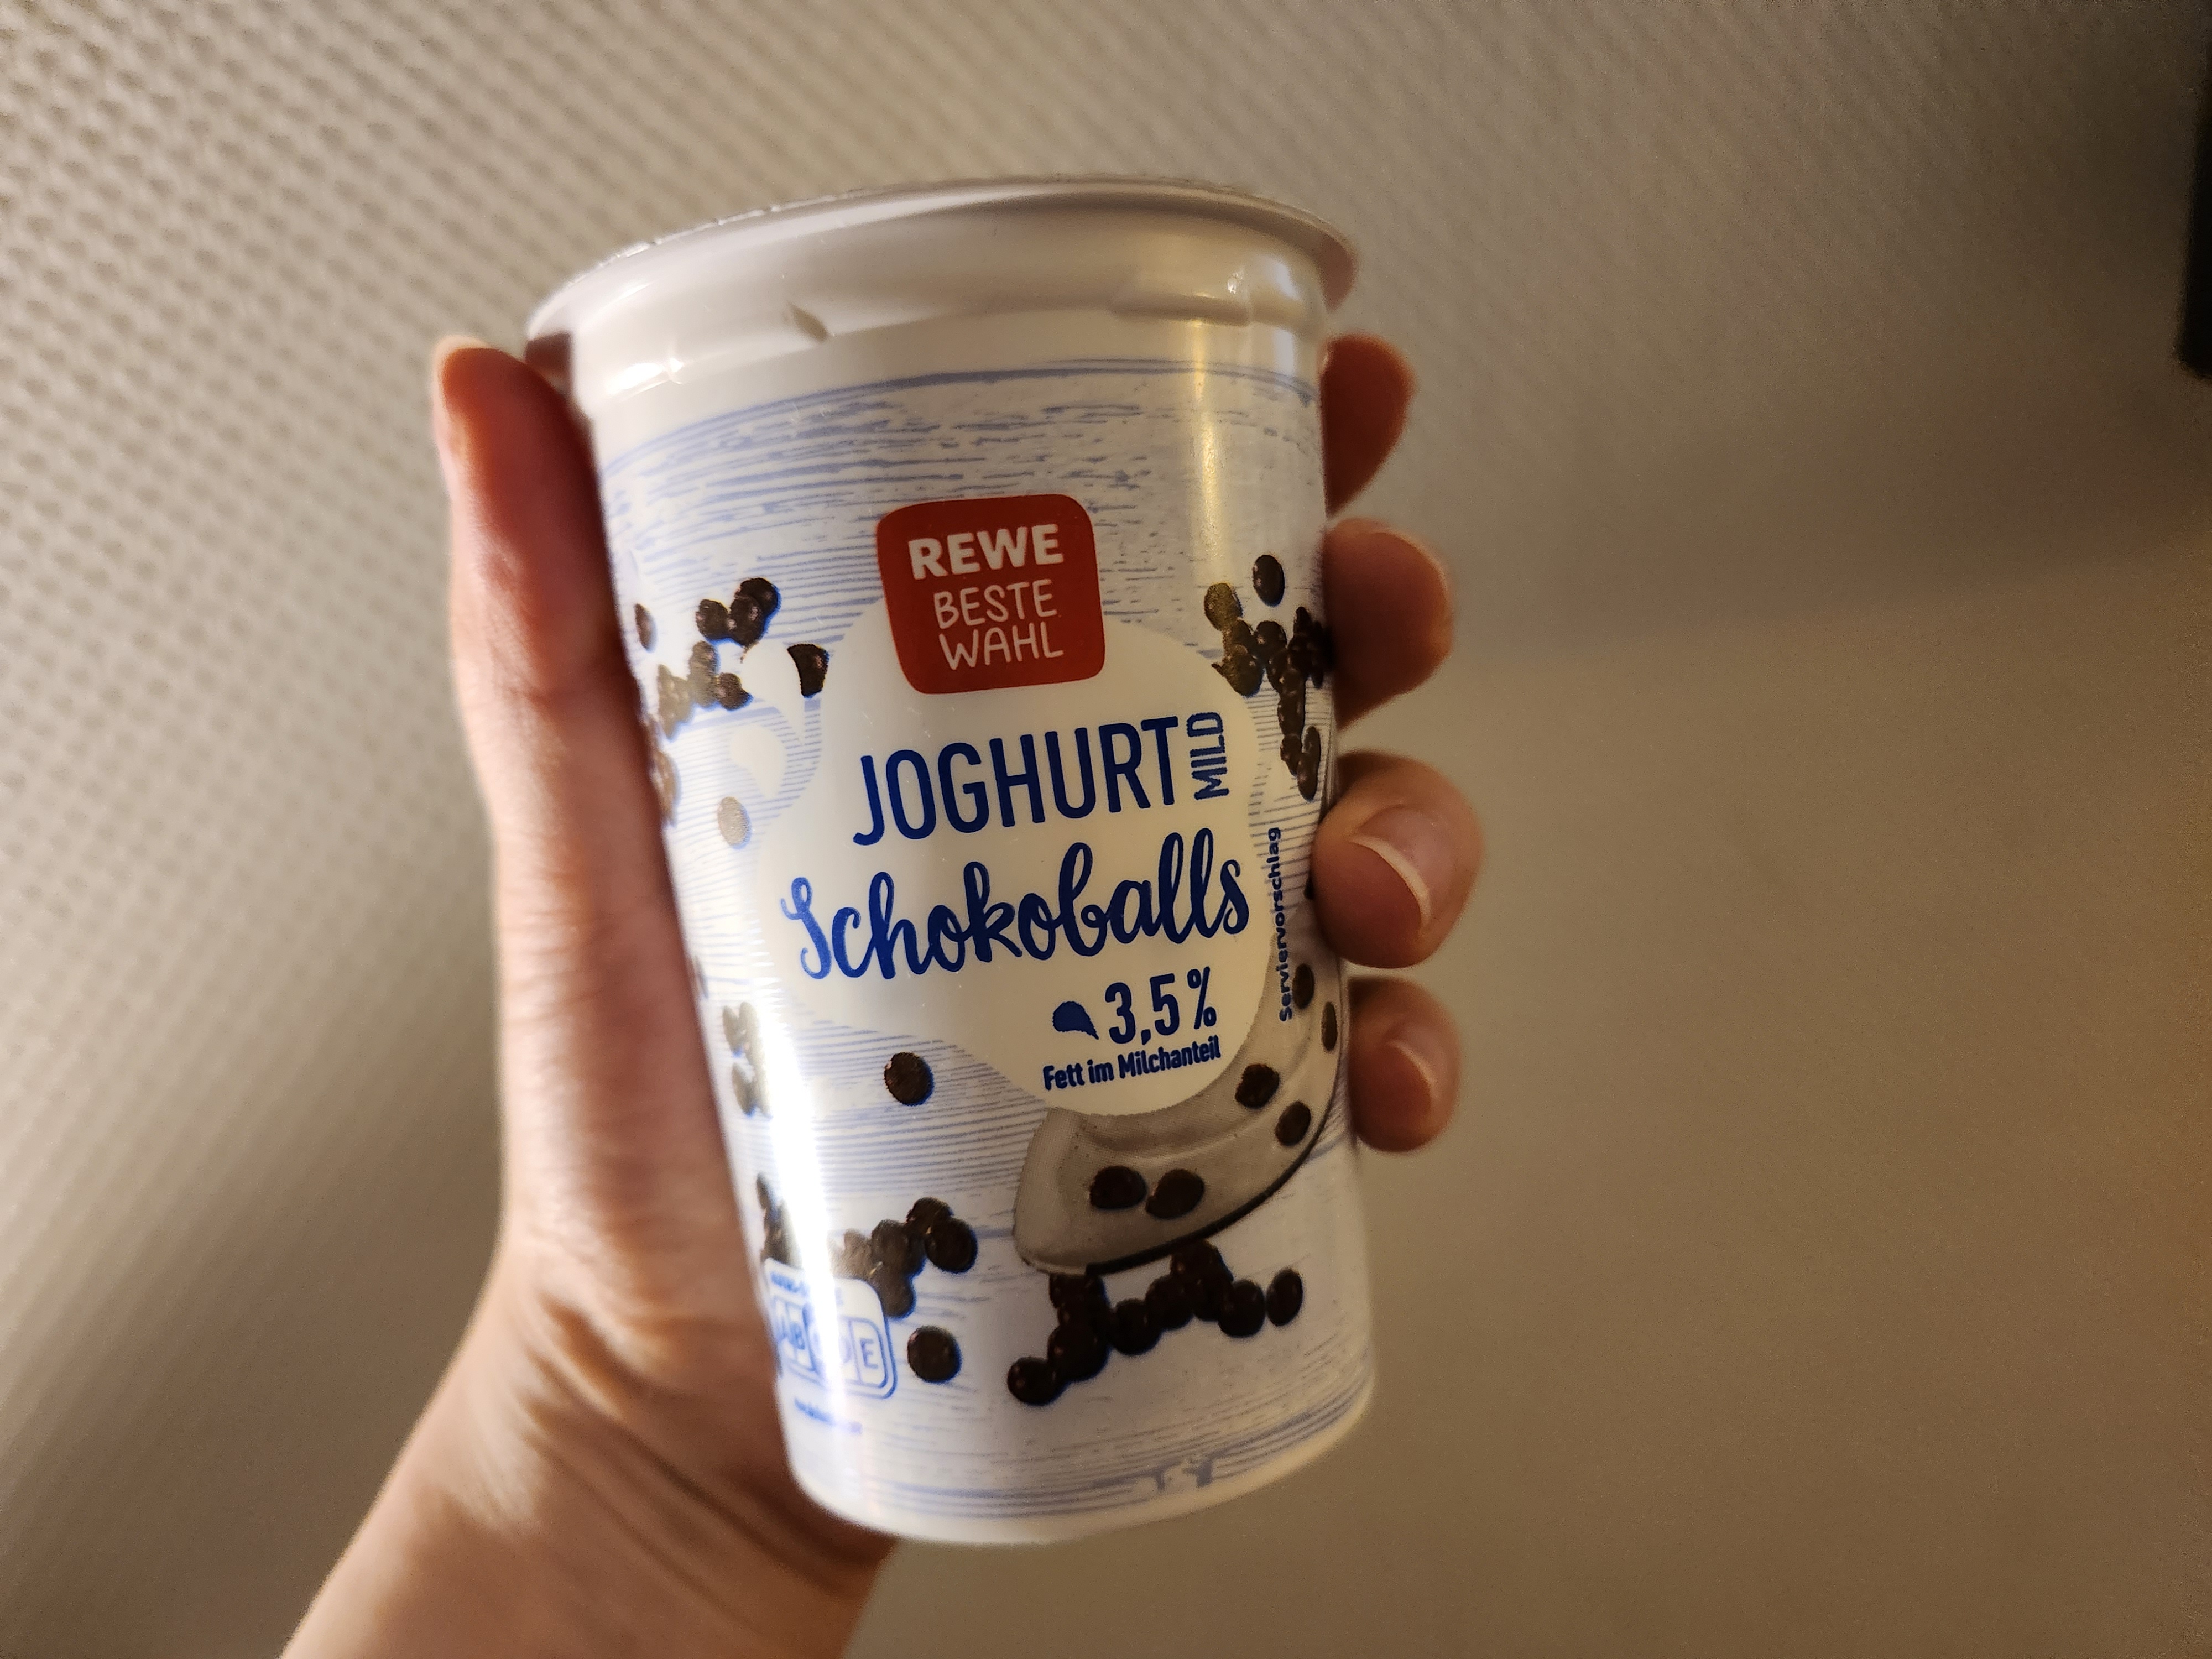 REWE
BESTE
WAHL
JOGHURT MILD
Schokoballs
3,5%
Fett im Milchanteil
Serviervorschlag
E